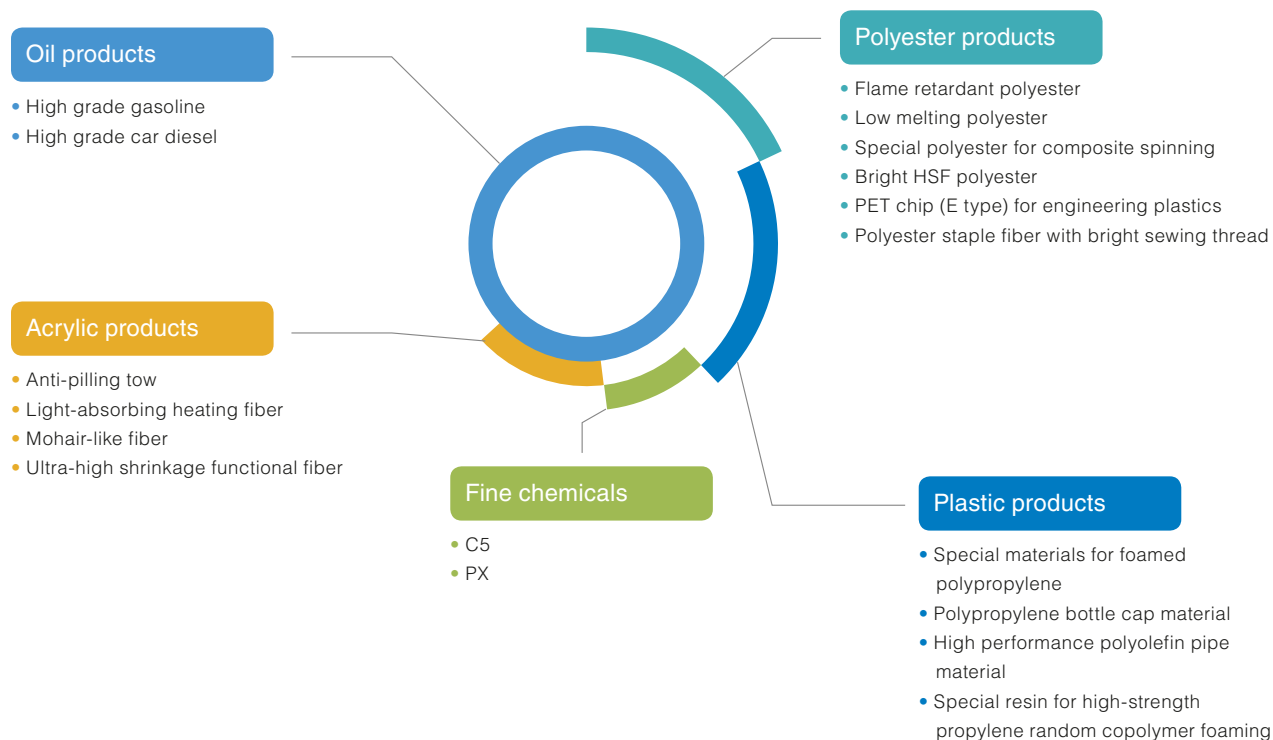 Oil products
High grade gasoline
High grade car diesel
Polyester products
Flame retardant polyester
Low melting polyester
Special polyester for composite spinning
Bright HSF polyester
PET chip (E type) for engineering plastics
Polyester staple fiber with bright sewing thread
Acrylic products
Anti-pilling tow
Light-absorbing heating fiber
Mohair-like fiber
Ultra-high shrinkage functional fiber
Fine chemicals
C5
PX
Plastic products
Special materials for foamed
polypropylene
Polypropylene bottle cap material
High performance polyolefin pipe
material
Special resin for high-strength
propylene random copolymer foaming